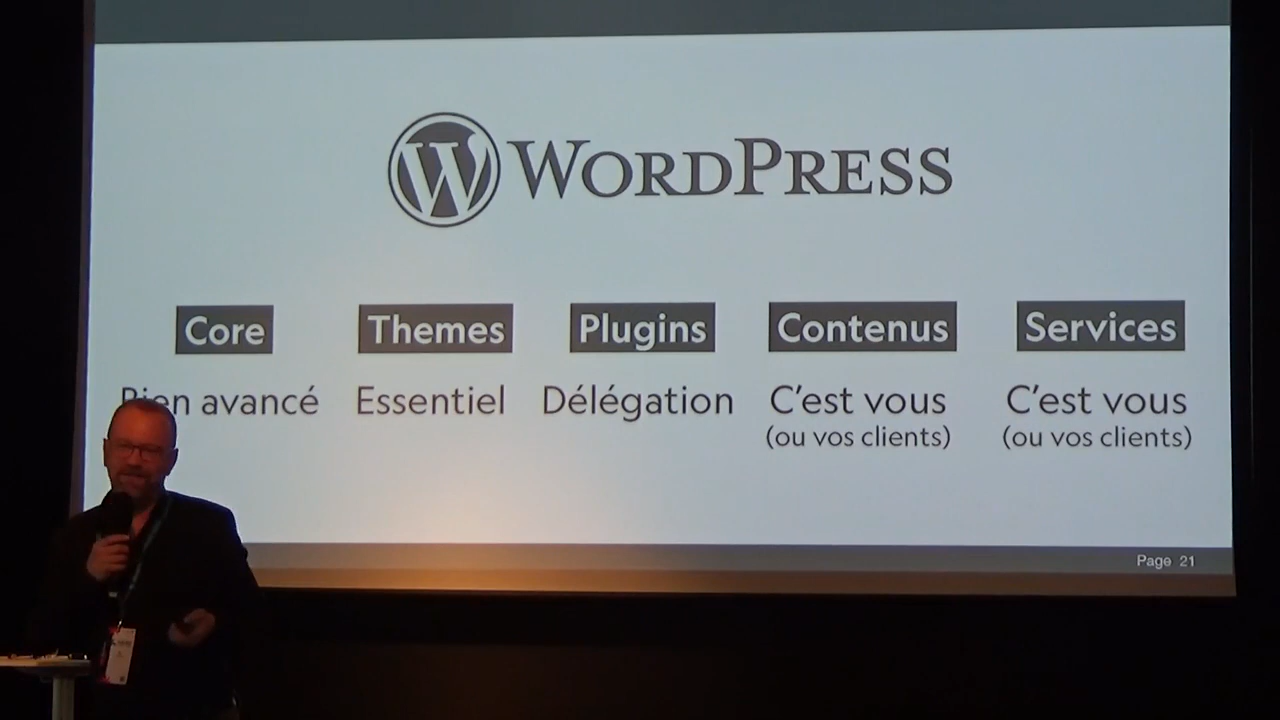 WORDPRESS
Core Themes Plugins Contenus Services
Bien avancé Essentiel Délégation C'est vous C'est vous
(ou vos clients) (ou vos clients)
Page 21